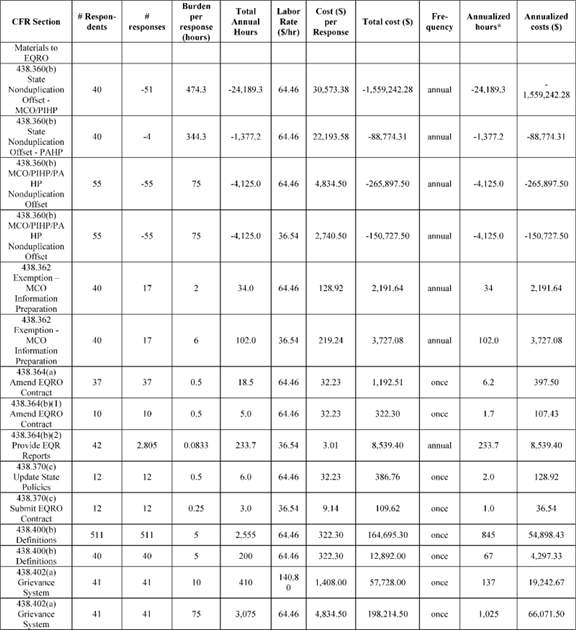 CFR Section # Respon-dents # responses Burden per response (hours) Total Annual Hours Labor Rate ($/hr) Cost ($) per Response Total cost ($) Fre-quency Annualized hours* Annualized costs ($)
Materials to EQRO
438.360(b) State Nonduplication Offset - MCO/PIHP 40 -51 474.3 -24,189.3 64.46 30,573.38 -1,559,242.28 annual -24,189.3 -1,559,242.28
438.360(b) State Nonduplication Offset - PAHP 40 -4 344.3 -1,377.2 64.46 22,193.58 -88,774.31 annual -1,377.2 -88,774.31
438.360(b) MCO/PIHP/PAHP Nonduplication Offset 55 -55 75 -4,125.0 64.46 4,834.50 -265,897.50 annual -4,125.0 -265,897.50
438.360(b) MCO/PIHP/PAHP Nonduplication Offset 55 -55 75 -4,125.0 36.54 2,740.50 -150,727.50 annual -4,125.0 -150,727.50
438.362 Exemption – MCO Information Preparation 40 17 2 34.0 64.46 128.92 2,191.64 annual 34 2,191.64
438.362 Exemption - MCO Information Preparation 40 17 6 102.0 36.54 219.24 3,727.08 annual 102.0 3,727.08
438.364(a) Amend EQRO Contract 37 37 0.5 18.5 64.46 32.23 1,192.51 once 6.2 397.50
438.364(b)(1) Amend EQRO Contract 10 10 0.5 5.0 64.46 32.23 322.30 once 1.7 107.43
438.364(b)(2) Provide EQR Reports 42 2,805 0.0833 233.7 36.54 3.01 8,539.40 annual 233.7 8,539.40
438.370(c) Update State Policies 12 12 0.5 6.0 64.46 32.23 386.76 once 2.0 128.92
438.370(c) Submit EQRO Contract 12 12 0.25 3.0 36.54 9.14 109.62 once 1.0 36.54
438.400(b) Definitions 511 511 5 2,555 64.46 322.30 164,695.30 once 845 54,898.43
438.400(b) Definitions 40 40 5 200 64.46 322.30 12,892.00 once 67 4,297.33
438.402(a) Grievance System 41 41 10 410 140.80 1,408.00 57,728.00 once 137 19,242.67
438.402(a) Grievance System 41 41 75 3,075 64.46 4,834.50 198,214.50 once 1,025 66,071.50